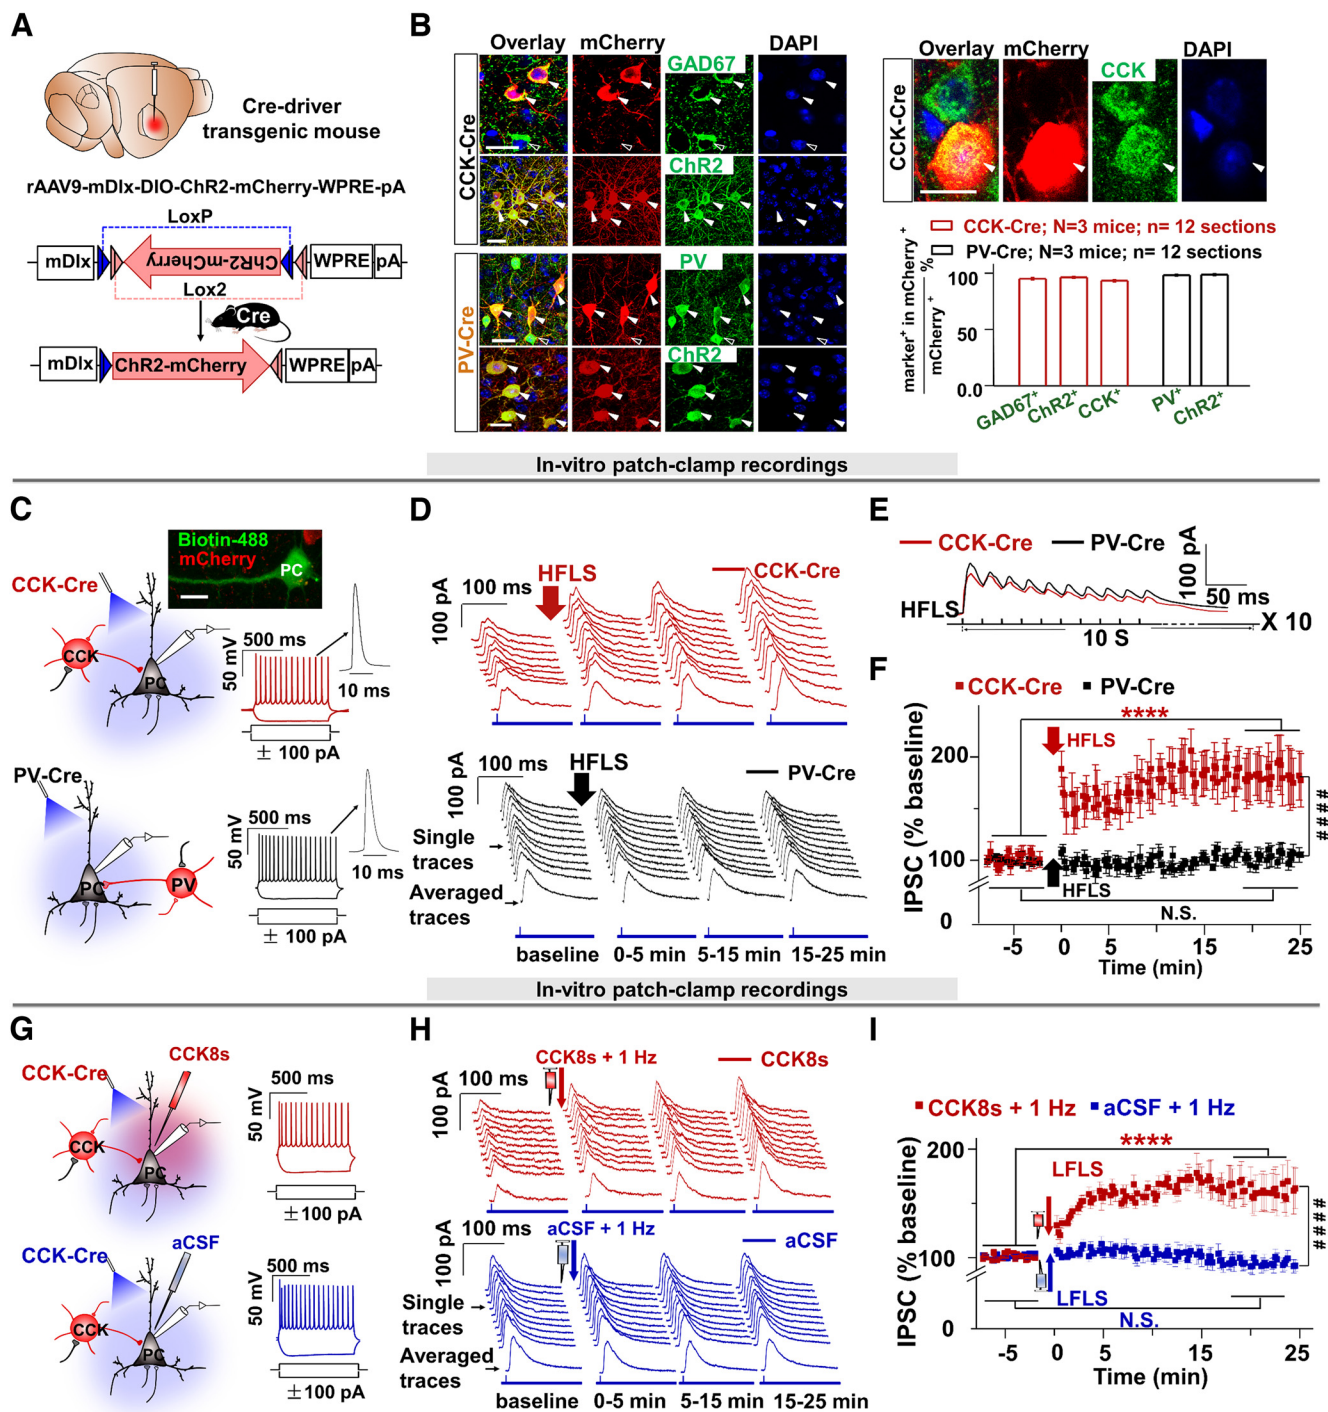 A
Cre-driver
transgenic mouse
rAAV9-mDlx-DIO-ChR2-mCherry-WPRE-pA
LoxP
mDlx
ChR2-mCherry
WPRE
pA
Lox2
Cre
mDlx
ChR2-mCherry
WPRE
pA
B
Overlay
mCherry
DAPI
CCK-Cre
GAD67
ChR2
PV-Cre
PV
ChR2
Overlay
mCherry
DAPI
CCK-Cre
CCK
CCK-Cre; N=3 mice; n= 12 sections
PV-Cre; N=3 mice; n= 12 sections
marker+ in mCherry+
mCherry+
%
100
50
0.0
GAD67+
ChR2+
CCK+
PV+
ChR2+
In-vitro patch-clamp recordings
C
Biotin-488
mCherry
PC
CCK-Cre
CCK
PC
500 ms
50 mV
10 ms
± 100 pA
PV-Cre
PC
PV
500 ms
50 mV
10 ms
± 100 pA
D
100 ms
100 pA
HFLS
CCK-Cre
100 ms
100 pA
HFLS
PV-Cre
Single
traces
Averaged
traces
baseline
0-5 min
5-15 min
15-25 min
E
CCK-Cre
PV-Cre
100 pA
50 ms
HFLS
10 S
X 10
F
CCK-Cre
PV-Cre
****
HFLS
####
HFLS
N.S.
IPSC (% baseline)
200
100
0
-5
0
5
15
25
Time (min)
In-vitro patch-clamp recordings
G
CCK8s
CCK-Cre
CCK
PC
500 ms
50 mV
±100 pA
aCSF
CCK-Cre
CCK
PC
500 ms
50 mV
±100 pA
H
CCK8s + 1 Hz
CCK8s
100 ms
100 pA
100 ms
100 pA
aCSF + 1 Hz
aCSF
Single
traces
Averaged
traces
baseline
0-5 min
5-15 min
15-25 min
I
CCK8s + 1 Hz
aCSF + 1 Hz
****
LFLS
####
LFLS
N.S.
IPSC (% baseline)
200
100
0
-5
0
5
15
25
Time (min)